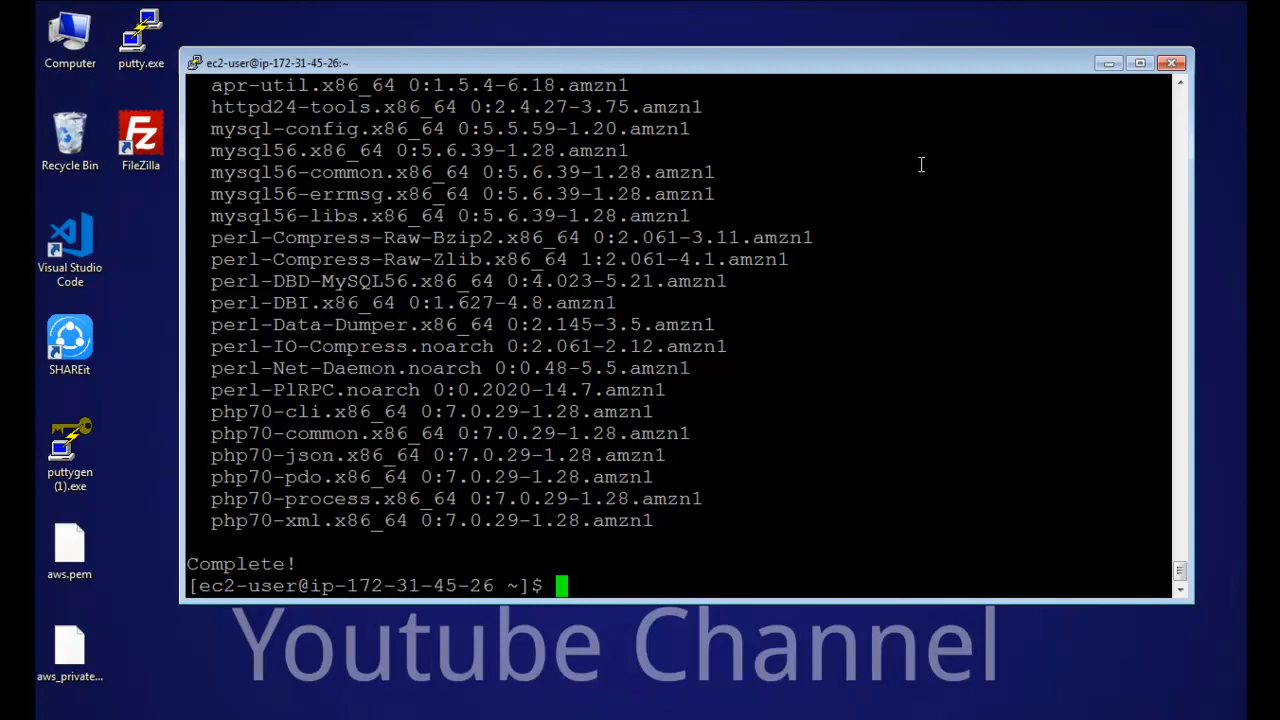 Computer
putty.exe
Recycle Bin
FileZilla
Visual Studio
Code
SHAREit
puttygen
(1).exe
aws.pem
aws_private...
ec2-user@ip-172-31-45-26:~
apr-util.x86_64 0:1.5.4-6.18.amzn1
httpd24-tools.x86_64 0:2.4.27-3.75.amzn1
mysql-config.x86_64 0:5.5.59-1.20.amzn1
mysql56.x86_64 0:5.6.39-1.28.amzn1
mysql56-common.x86_64 0:5.6.39-1.28.amzn1
mysql56-errmsg.x86_64 0:5.6.39-1.28.amzn1
mysql56-libs.x86_64 0:5.6.39-1.28.amzn1
perl-Compress-Raw-Bzip2.x86_64 0:2.061-3.11.amzn1
perl-Compress-Raw-Zlib.x86_64 1:2.061-4.1.amzn1
perl-DBD-MySQL56.x86_64 0:4.023-5.21.amzn1
perl-DBI.x86_64 0:1.627-4.8.amzn1
perl-Data-Dumper.x86_64 0:2.145-3.5.amzn1
perl-IO-Compress.noarch 0:2.061-2.12.amzn1
perl-Net-Daemon.noarch 0:0.48-5.5.amzn1
perl-PlRPC.noarch 0:0.2020-14.7.amzn1
php70-cli.x86_64 0:7.0.29-1.28.amzn1
php70-common.x86_64 0:7.0.29-1.28.amzn1
php70-json.x86_64 0:7.0.29-1.28.amzn1
php70-pdo.x86_64 0:7.0.29-1.28.amzn1
php70-process.x86_64 0:7.0.29-1.28.amzn1
php70-xml.x86_64 0:7.0.29-1.28.amzn1
Complete!
[ec2-user@ip-172-31-45-26 ~]$
Youtube Channel